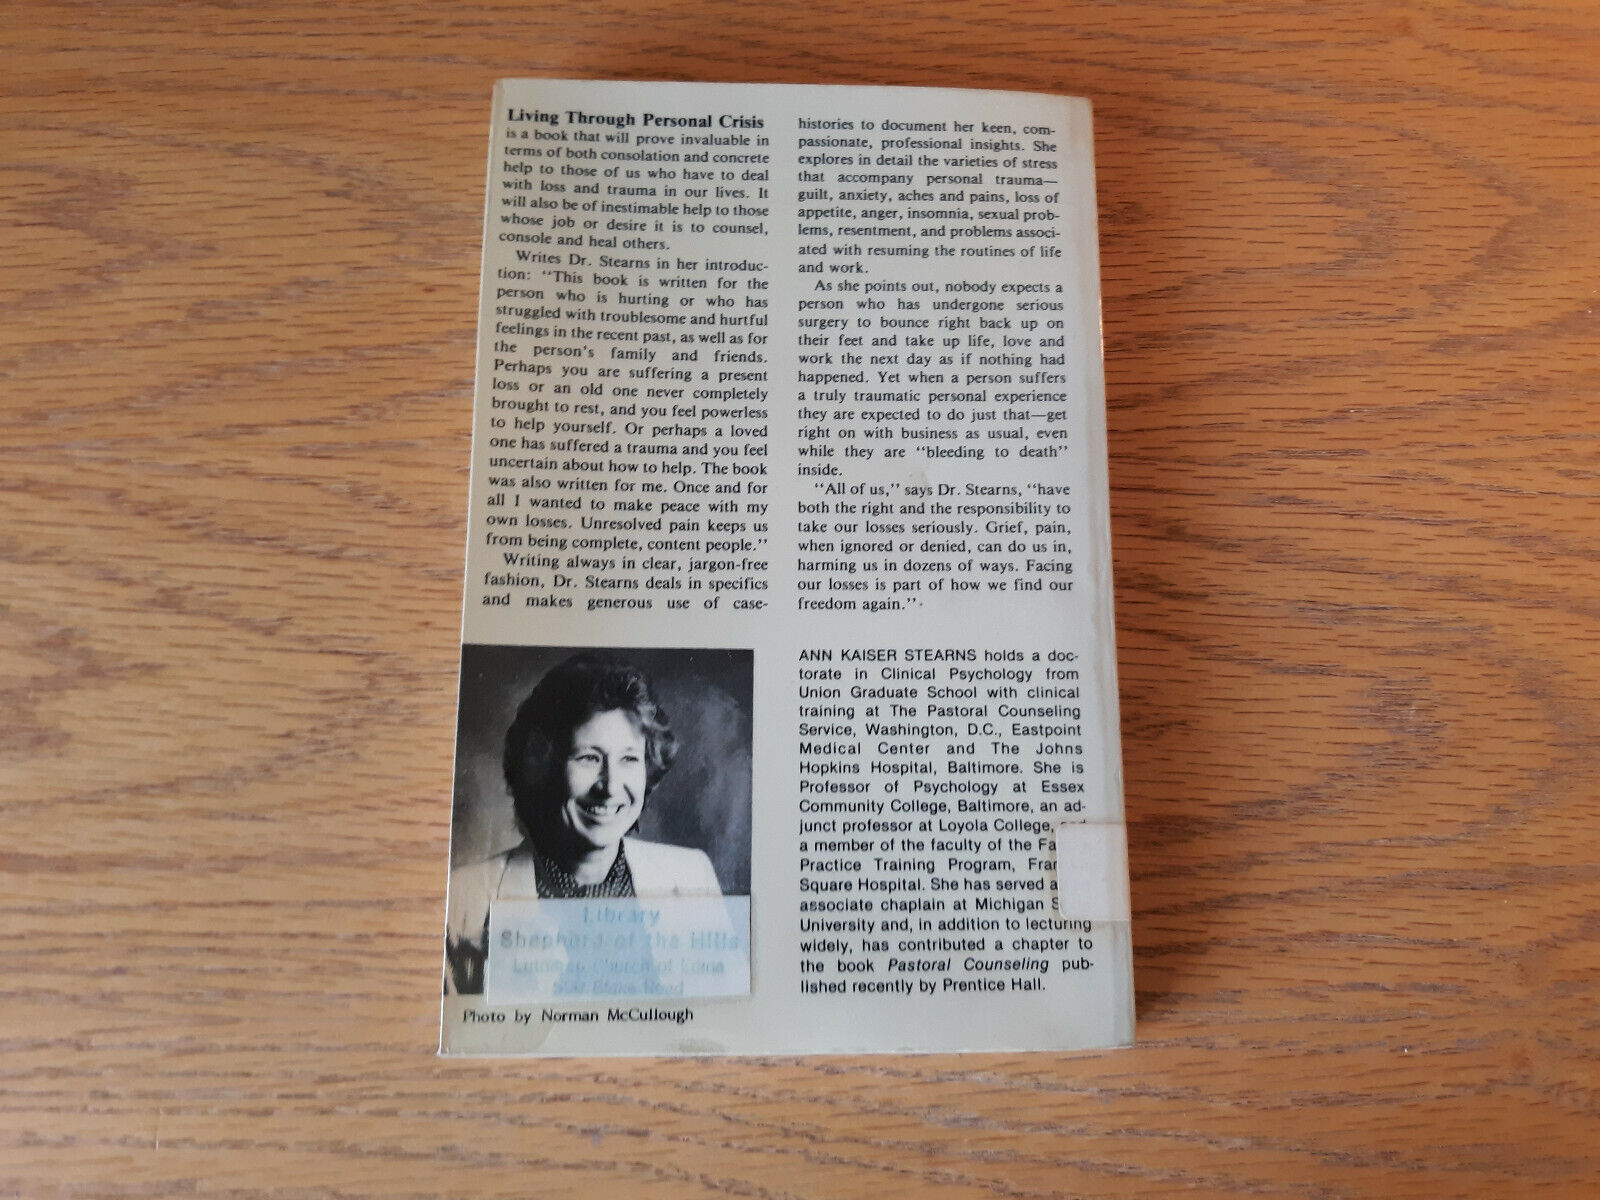 Living Through Personal Crisis
is a book that will prove invaluable in
terms of both consolation and concrete
help to those of us who have to deal
with loss and trauma in our lives. It
will also be of inestimable help to those
whose job or desire it is to counsel,
console and heal others.
Writes Dr. Stearns in her introduc-
tion: "This book is written for the
person who is hurting or who has
struggled with troublesome and hurtful
feelings in the recent past, as well as for
the person's family and friends.
Perhaps you are suffering a present
loss or an old one never completely
brought to rest, and you feel powerless
to help yourself. Or perhaps a loved
one has suffered a trauma and you feel
uncertain about how to help. The book
was also written for me. Once and for
all I wanted to make peace with my
own losses. Unresolved pain keeps us
from being complete, content people."
Writing always in clear, jargon-free
fashion, Dr. Stearns deals in specifics
and makes generous use of case-
histories to document her keen, com-
passionate, professional insights. She
explores in detail the varieties of stress
that accompany personal trauma—
guilt, anxiety, aches and pains, loss of
appetite, anger, insomnia, sexual prob-
lems, resentment, and problems associ-
ated with resuming the routines of life
and work.
As she points out, nobody expects a
person who has undergone serious
surgery to bounce right back up on
their feet and take up life, love and
work the next day as if nothing had
happened. Yet when a person suffers
a truly traumatic personal experience
they are expected to do just that—get
right on with business as usual, even
while they are "bleeding to death"
inside.
"All of us," says Dr. Stearns, "have
both the right and the responsibility to
take our losses seriously. Grief, pain,
when ignored or denied, can do us in,
harming us in dozens of ways. Facing
our losses is part of how we find our
freedom again."
ANN KAISER STEARNS holds a doc-
torate in Clinical Psychology from
Union Graduate School with clinical
training at The Pastoral Counseling
Service, Washington, D.C., Eastpoint
Medical Center and The Johns
Hopkins Hospital, Baltimore. She is
Professor of Psychology at Essex
Community College, Baltimore, an ad-
junct professor at Loyola College,
a member of the faculty of the
Practice Training Program,
Square Hospital. She has served
associate chaplain at Michigan
University and, in addition to lecturing
widely, has contributed a chapter to
the book Pastoral Counseling pub-
lished recently by Prentice Hall.
Library
Shepherd of the Hills
Lutheran Church of Edina
Blake Road
Photo by Norman McCullough